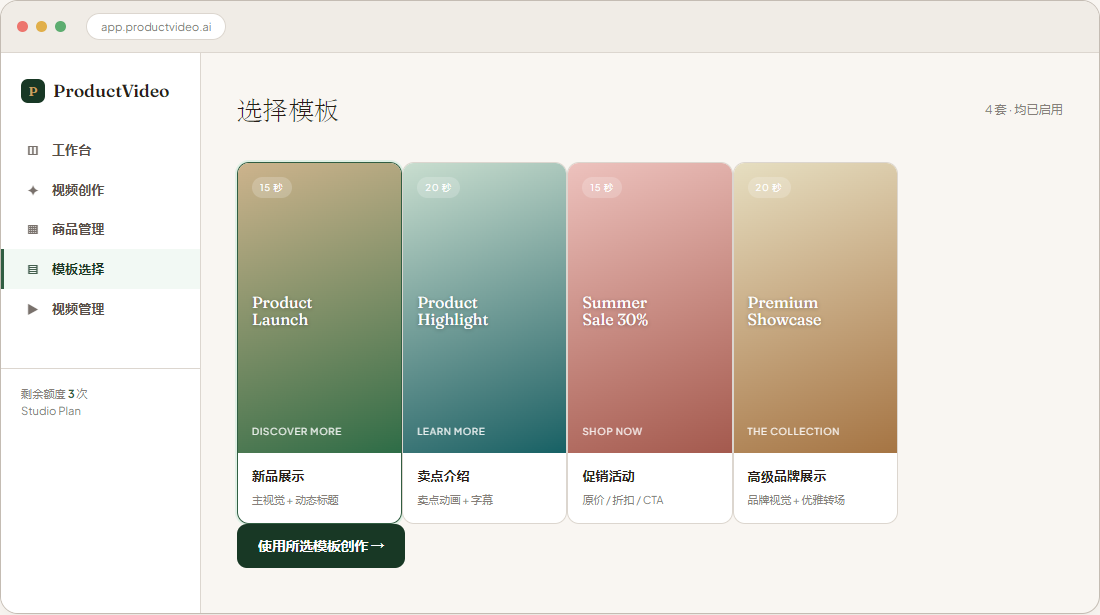 app.productvideo.ai
P ProductVideo
工作台
视频创作
商品管理
模板选择
视频管理
剩余额度 3 次
Studio Plan
选择模板
4 套 · 均已启用
15 秒
Product
Launch
DISCOVER MORE
新品展示
主视觉 + 动态标题
20 秒
Product
Highlight
LEARN MORE
卖点介绍
卖点动画 + 字幕
15 秒
Summer
Sale 30%
SHOP NOW
促销活动
原价 / 折扣 / CTA
20 秒
Premium
Showcase
THE COLLECTION
高级品牌展示
品牌视觉 + 优雅转场
使用所选模板创作 →